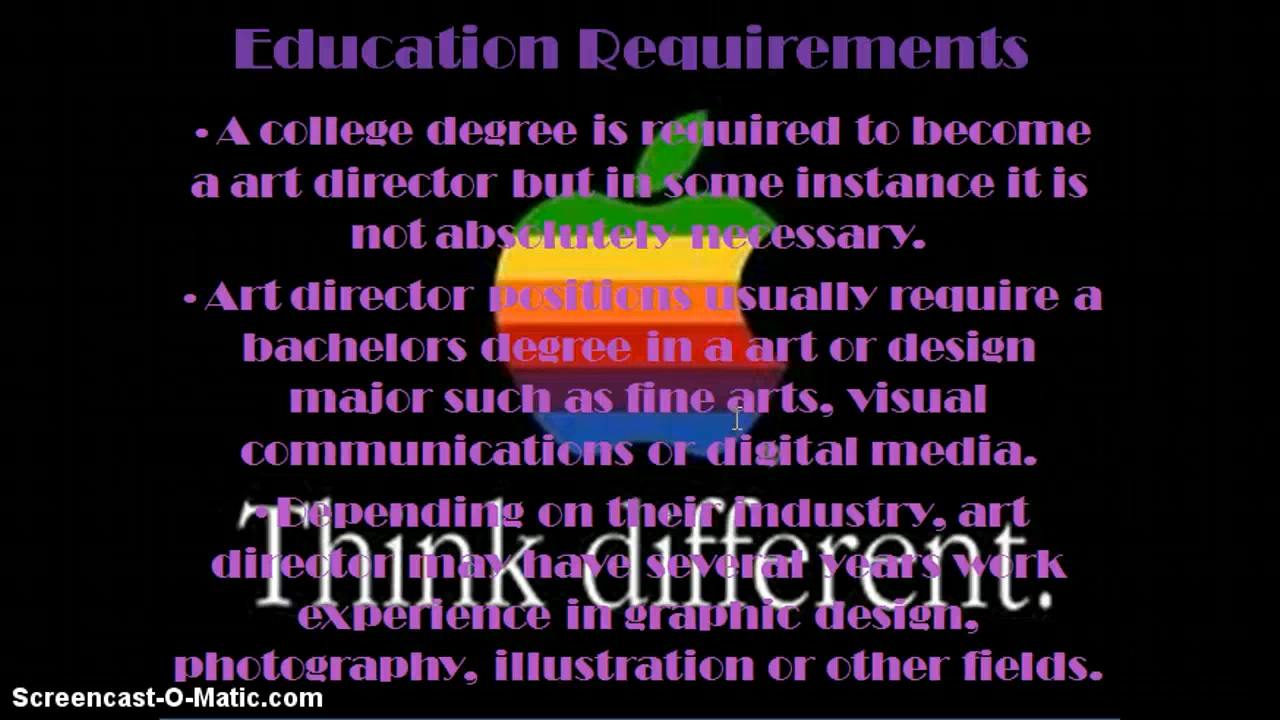 Education Requirements
• A college degree is required to become
a art director but in some instance it is
not absolutely necessary.
• Art director positions usually require a
bachelors degree in a art or design
major such as fine arts, visual
communications or digital media.
• Depending on their industry, art
Think different.
director may have several years work
experience in graphic design,
photography, illustration or other fields.
Screencast-O-Matic.com